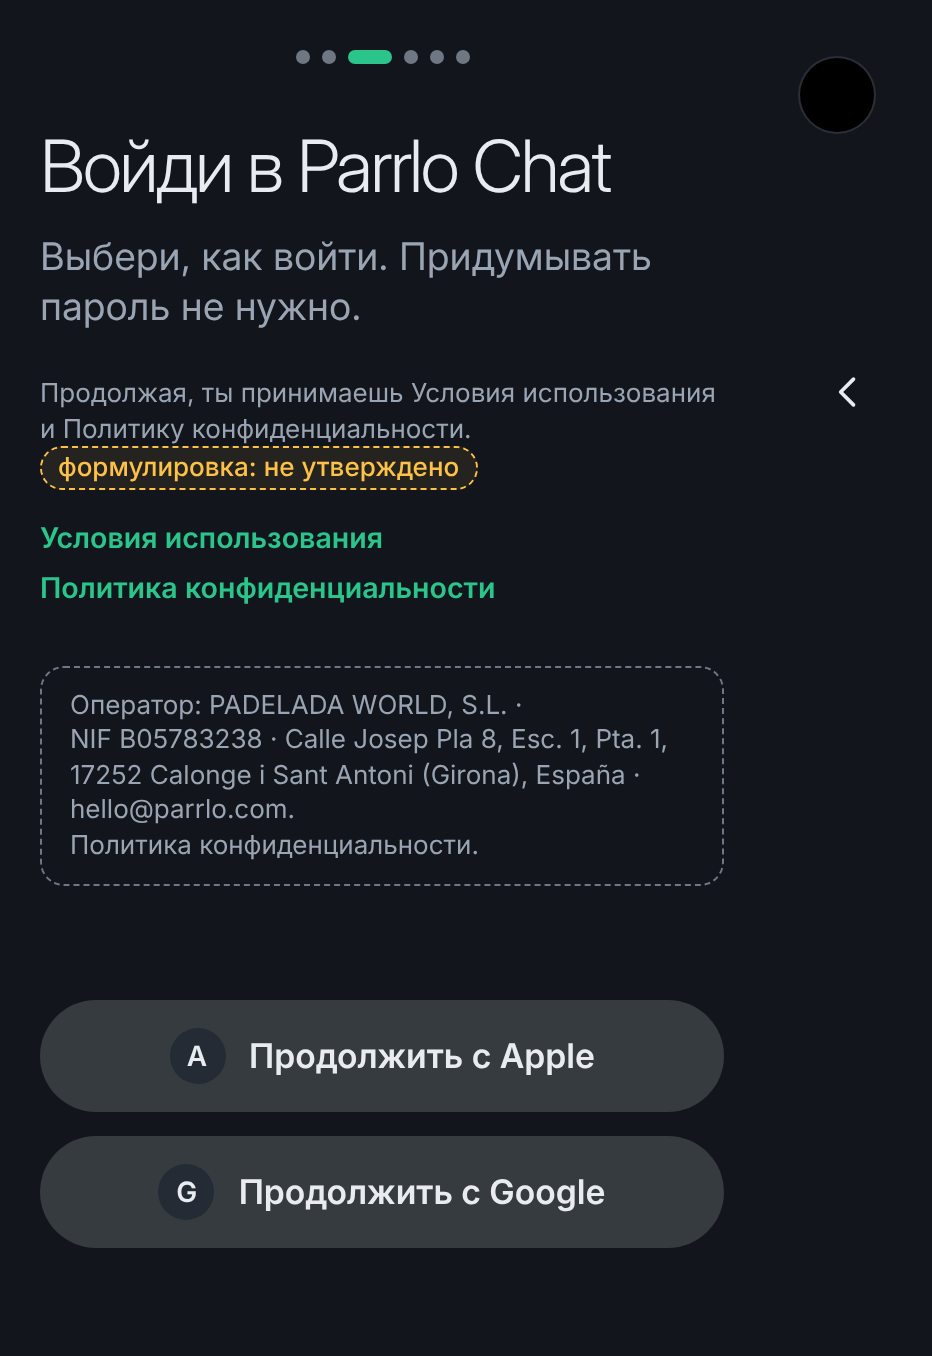 Войди в Parrlo Chat
Выбери, как войти. Придумывать
пароль не нужно.
Продолжая, ты принимаешь Условия использования
и Политику конфиденциальности.
формулировка: не утверждено
Условия использования
Политика конфиденциальности
Оператор: PADELADA WORLD, S.L. ·
NIF B05783238 · Calle Josep Pla 8, Esc. 1, Pta. 1,
17252 Calonge i Sant Antoni (Girona), España ·
hello@parrlo.com.
Политика конфиденциальности.
A Продолжить с Apple
G Продолжить с Google